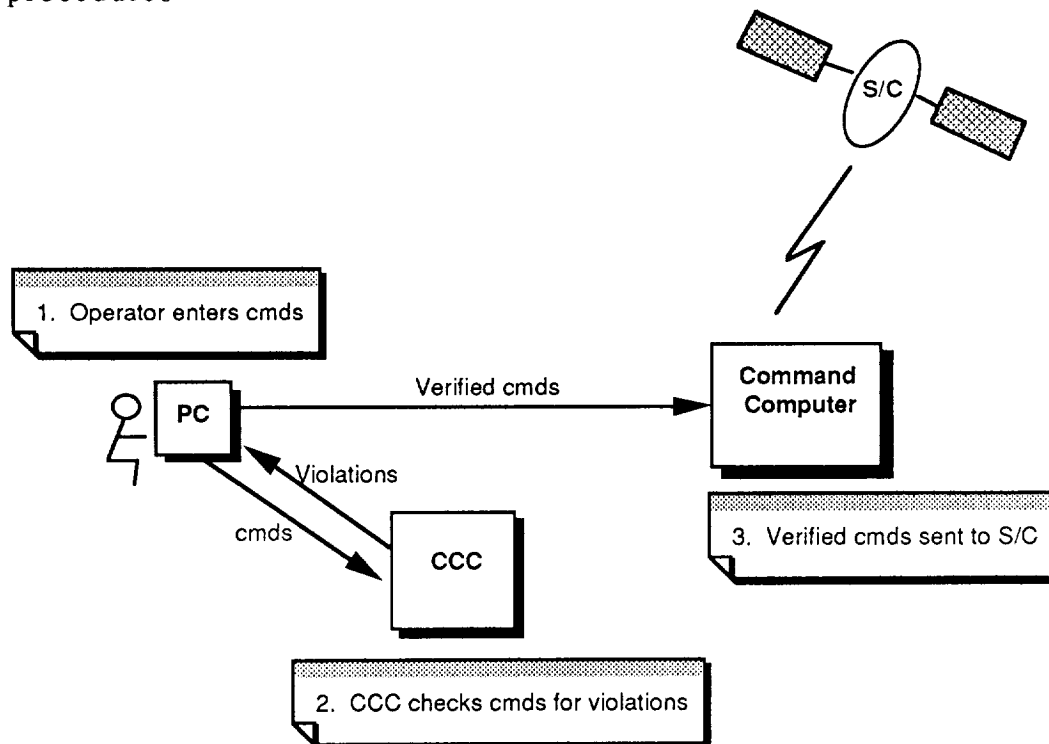 S/C
1. Operator enters cmds
PC
Verified cmds
Command
Computer
Violations
cmds
CCC
3. Verified cmds sent to S/C
2. CCC checks cmds for violations